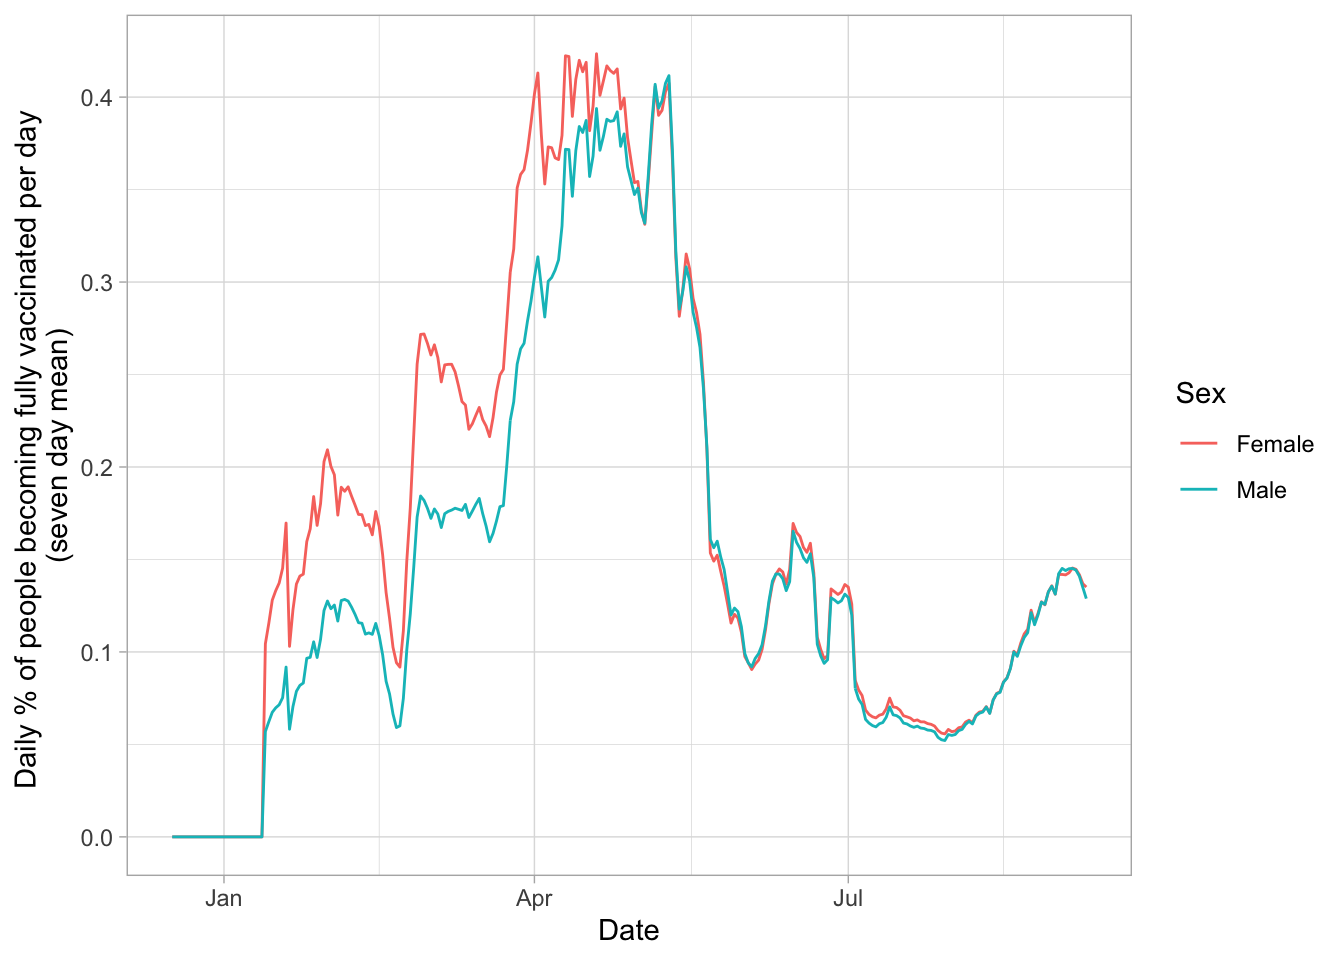 Daily % of people becoming fully vaccinated per day
(seven day mean)
0.4
0.3
0.2
0.1
0.0
Jan
Apr
Jul
Date
Sex
Female
Male